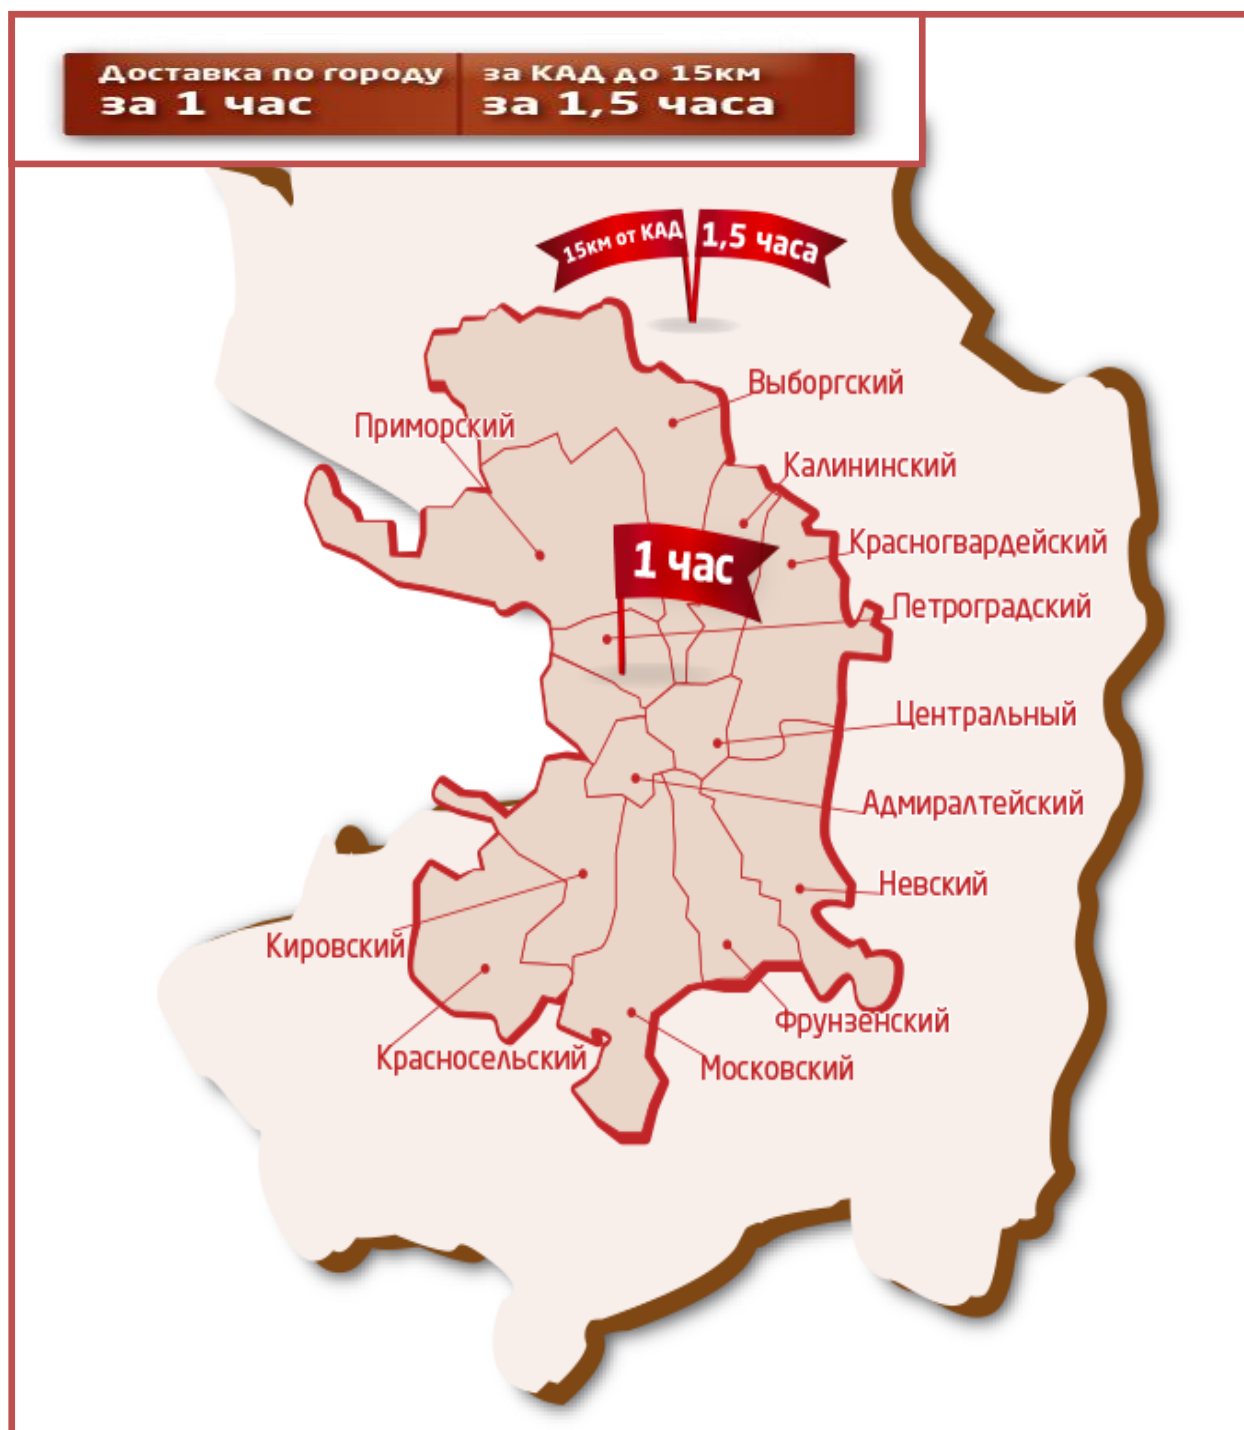 Доставка по городу
за 1 час
за КАД до 15км
за 1,5 часа
15км от КАД
1,5 часа
Выборгский
Приморский
Калининский
Красногвардейский
1 час
Петроградский
Центральный
Адмиралтейский
Невский
Кировский
Фрунзенский
Красносельский
Московский